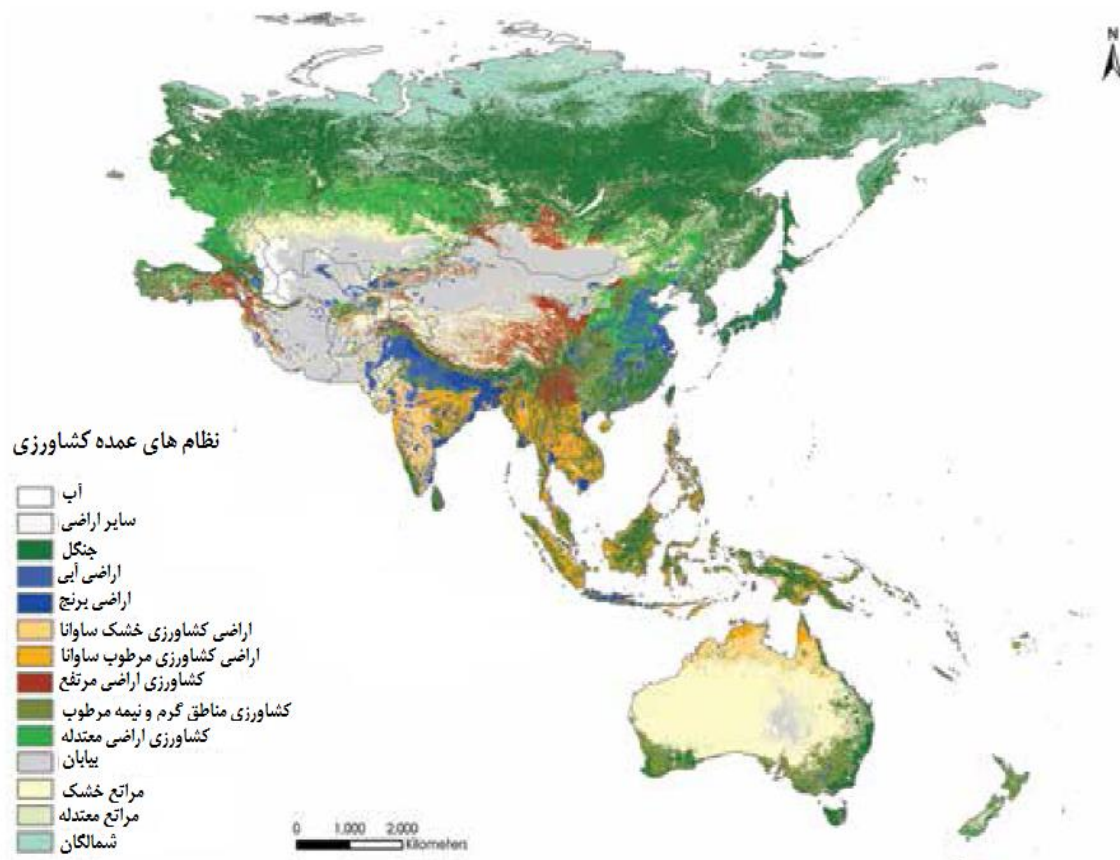 N
نظام های عمده کشاورزی
آب
سایر اراضی
جنگل
اراضی آبی
اراضی برنج
اراضی کشاورزی خشک ساوانا
اراضی کشاورزی مرطوب ساوانا
کشاورزی اراضی مرتفع
کشاورزی مناطق گرم و نیمه مرطوب
کشاورزی اراضی معتدله
بیابان
مراتع خشک
مراتع معتدله
شمالگان
0 1,000 2,000
Kilometers